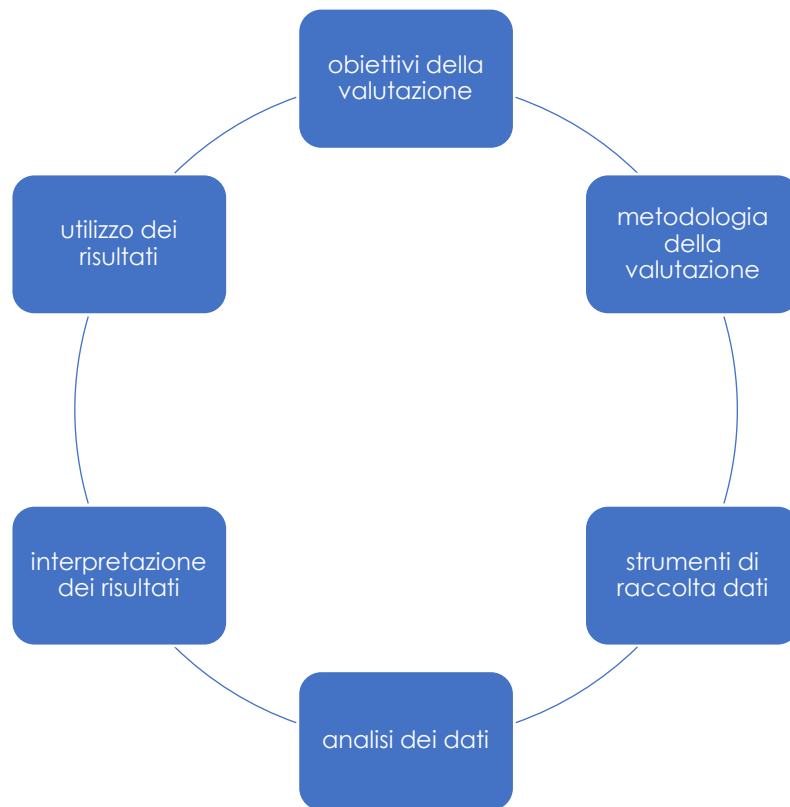 obiettivi della
valutazione
metodologia
della
valutazione
strumenti di
raccolta dati
analisi dei dati
interpretazione
dei risultati
utilizzo dei
risultati